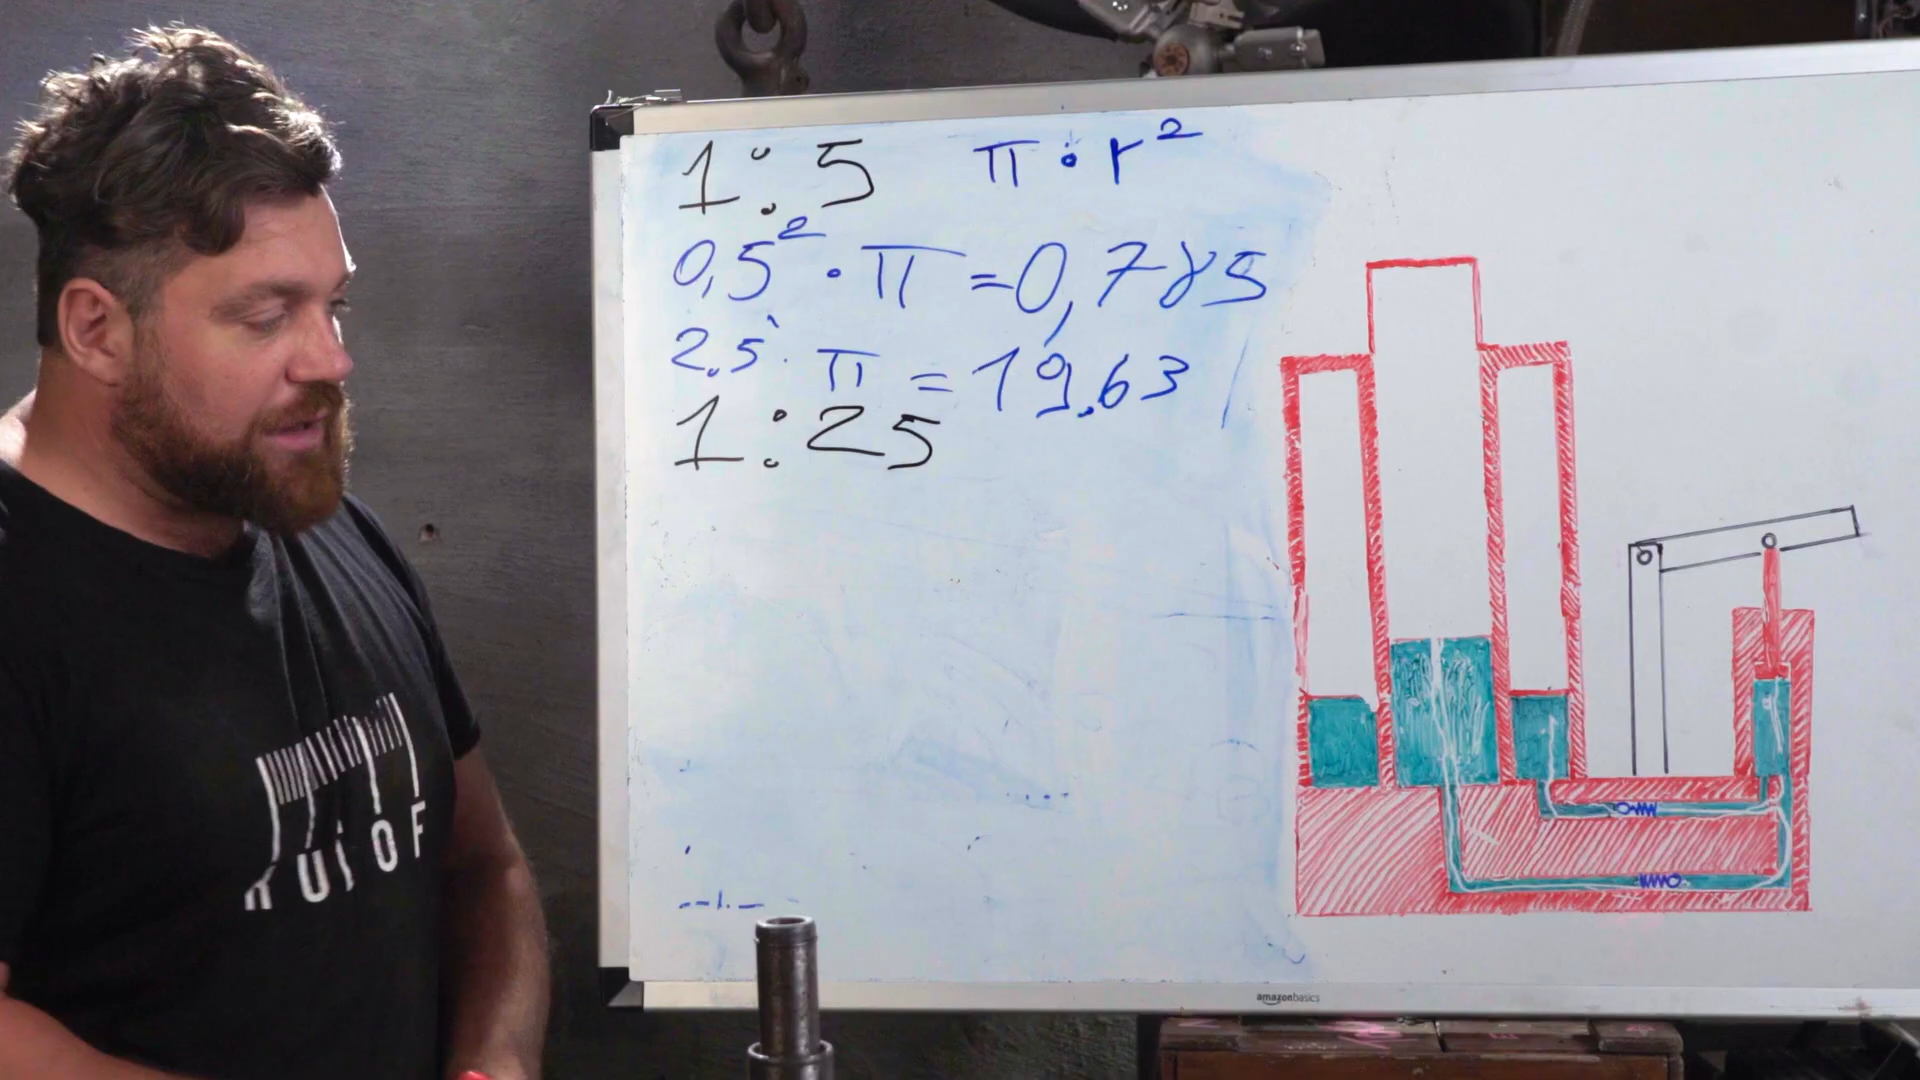 1:5 π·r²
0,5²·π=0,785
2.5²·π=19.63
1:25
amazonbasics